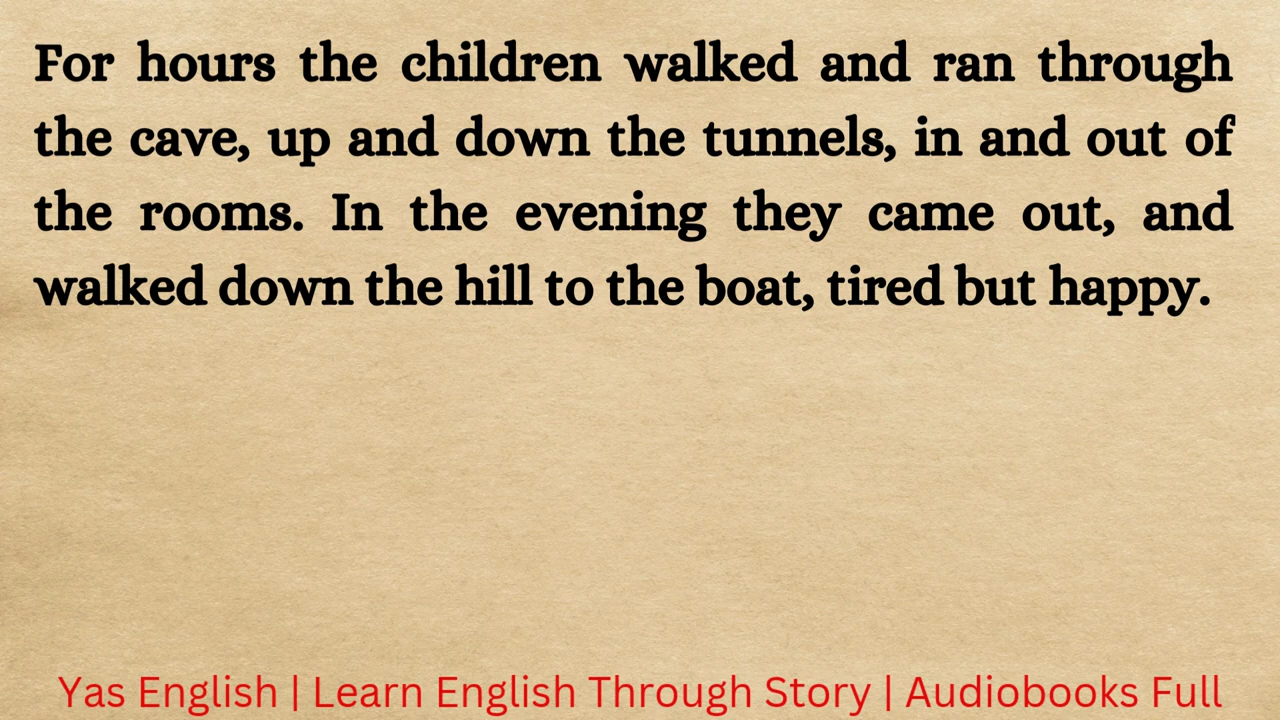 For hours the children walked and ran through
the cave, up and down the tunnels, in and out of
the rooms. In the evening they came out, and
walked down the hill to the boat, tired but happy.
Yas English | Learn English Through Story | Audiobooks Full